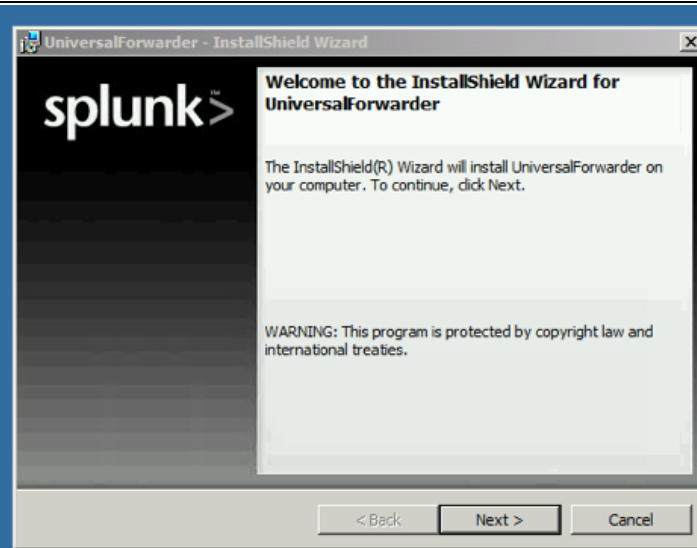 UniversalForwarder - InstallShield Wizard
splunk>™
Welcome to the InstallShield Wizard for
UniversalForwarder
The InstallShield(R) Wizard will install UniversalForwarder on
your computer. To continue, click Next.
WARNING: This program is protected by copyright law and
international treaties.
< Back
Next >
Cancel